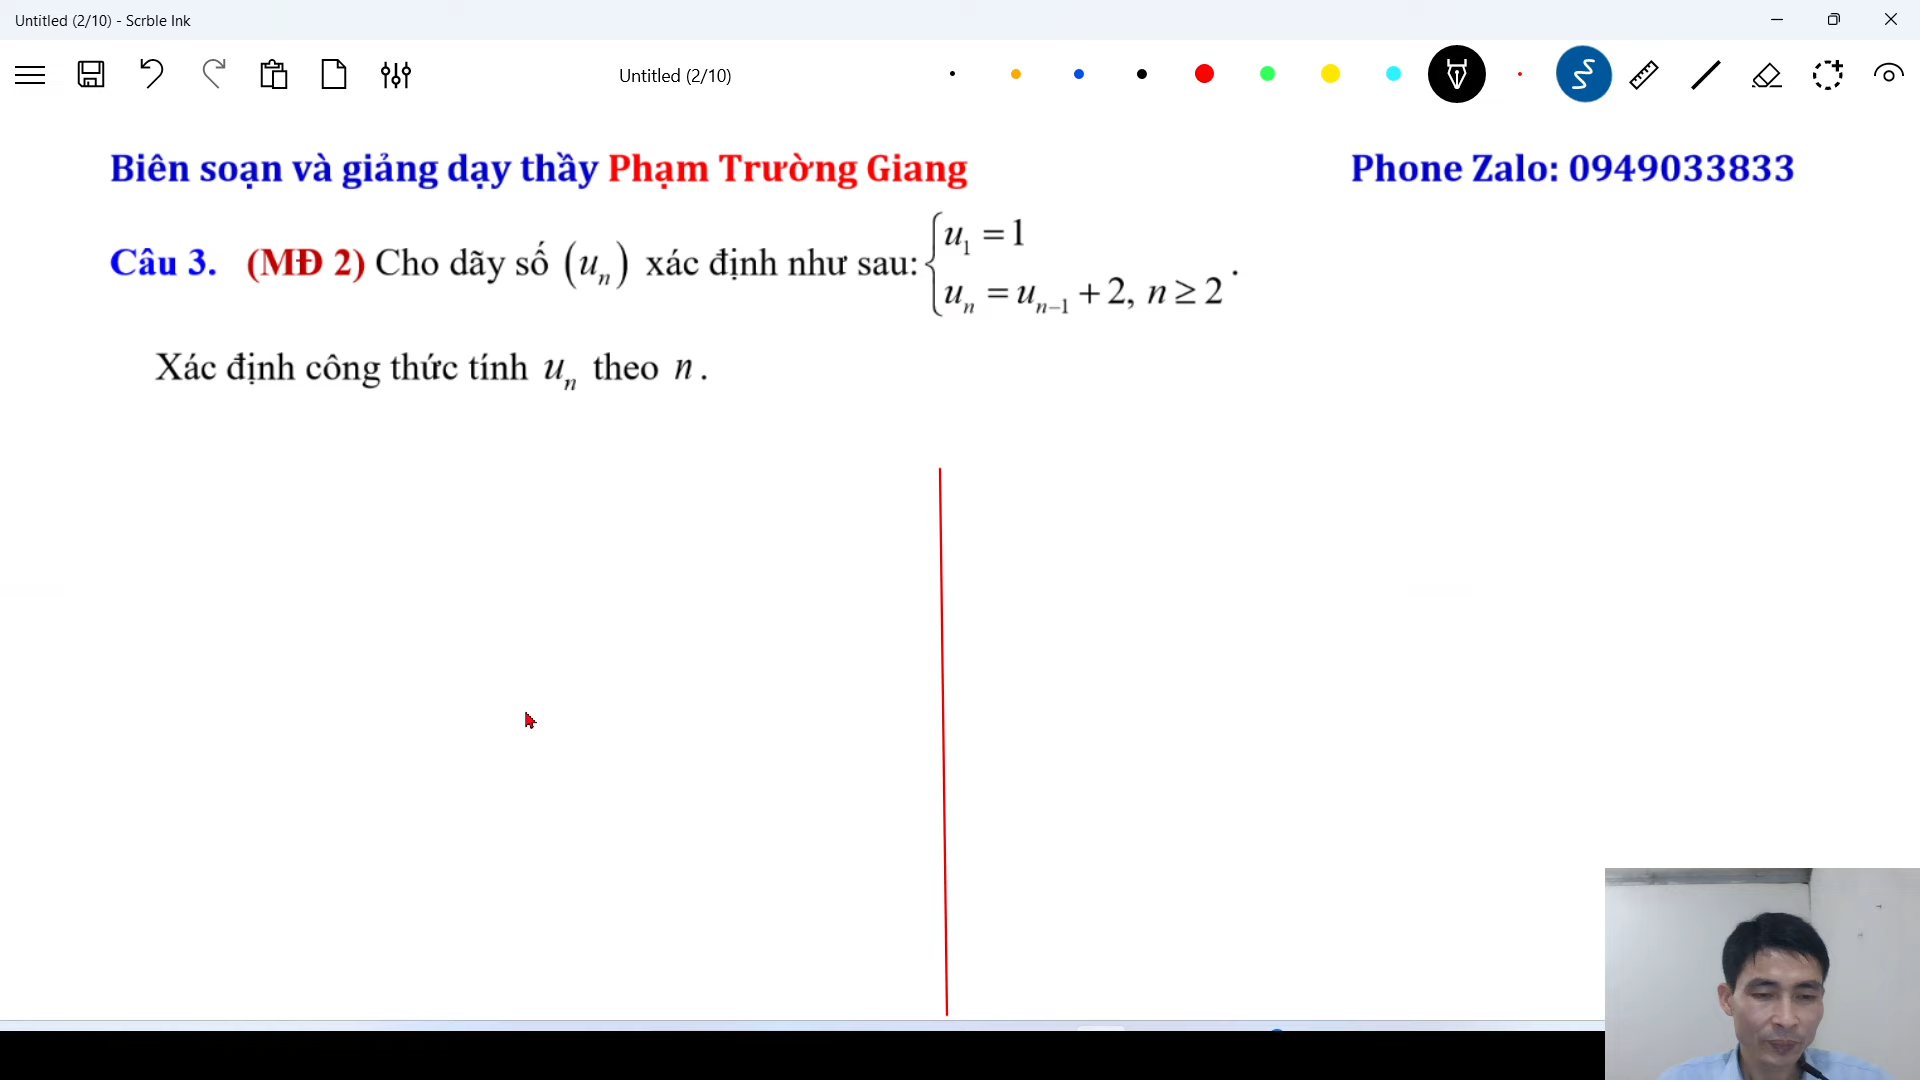 Untitled (2/10) - Scrble Ink
Untitled (2/10)
Biên soạn và giảng dạy thầy Phạm Trường Giang Phone Zalo: 0949033833
Câu 3. (MĐ 2) Cho dãy số (uₙ) xác định như sau: { u₁ = 1
uₙ = uₙ₋₁ + 2, n ≥ 2 .
Xác định công thức tính uₙ theo n .